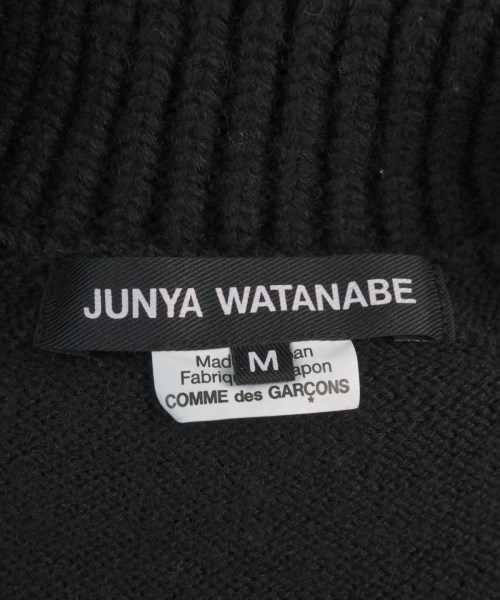 JUNYA WATANABE
M
Mad an
Fabriq apon
COMME des GARÇONS
*